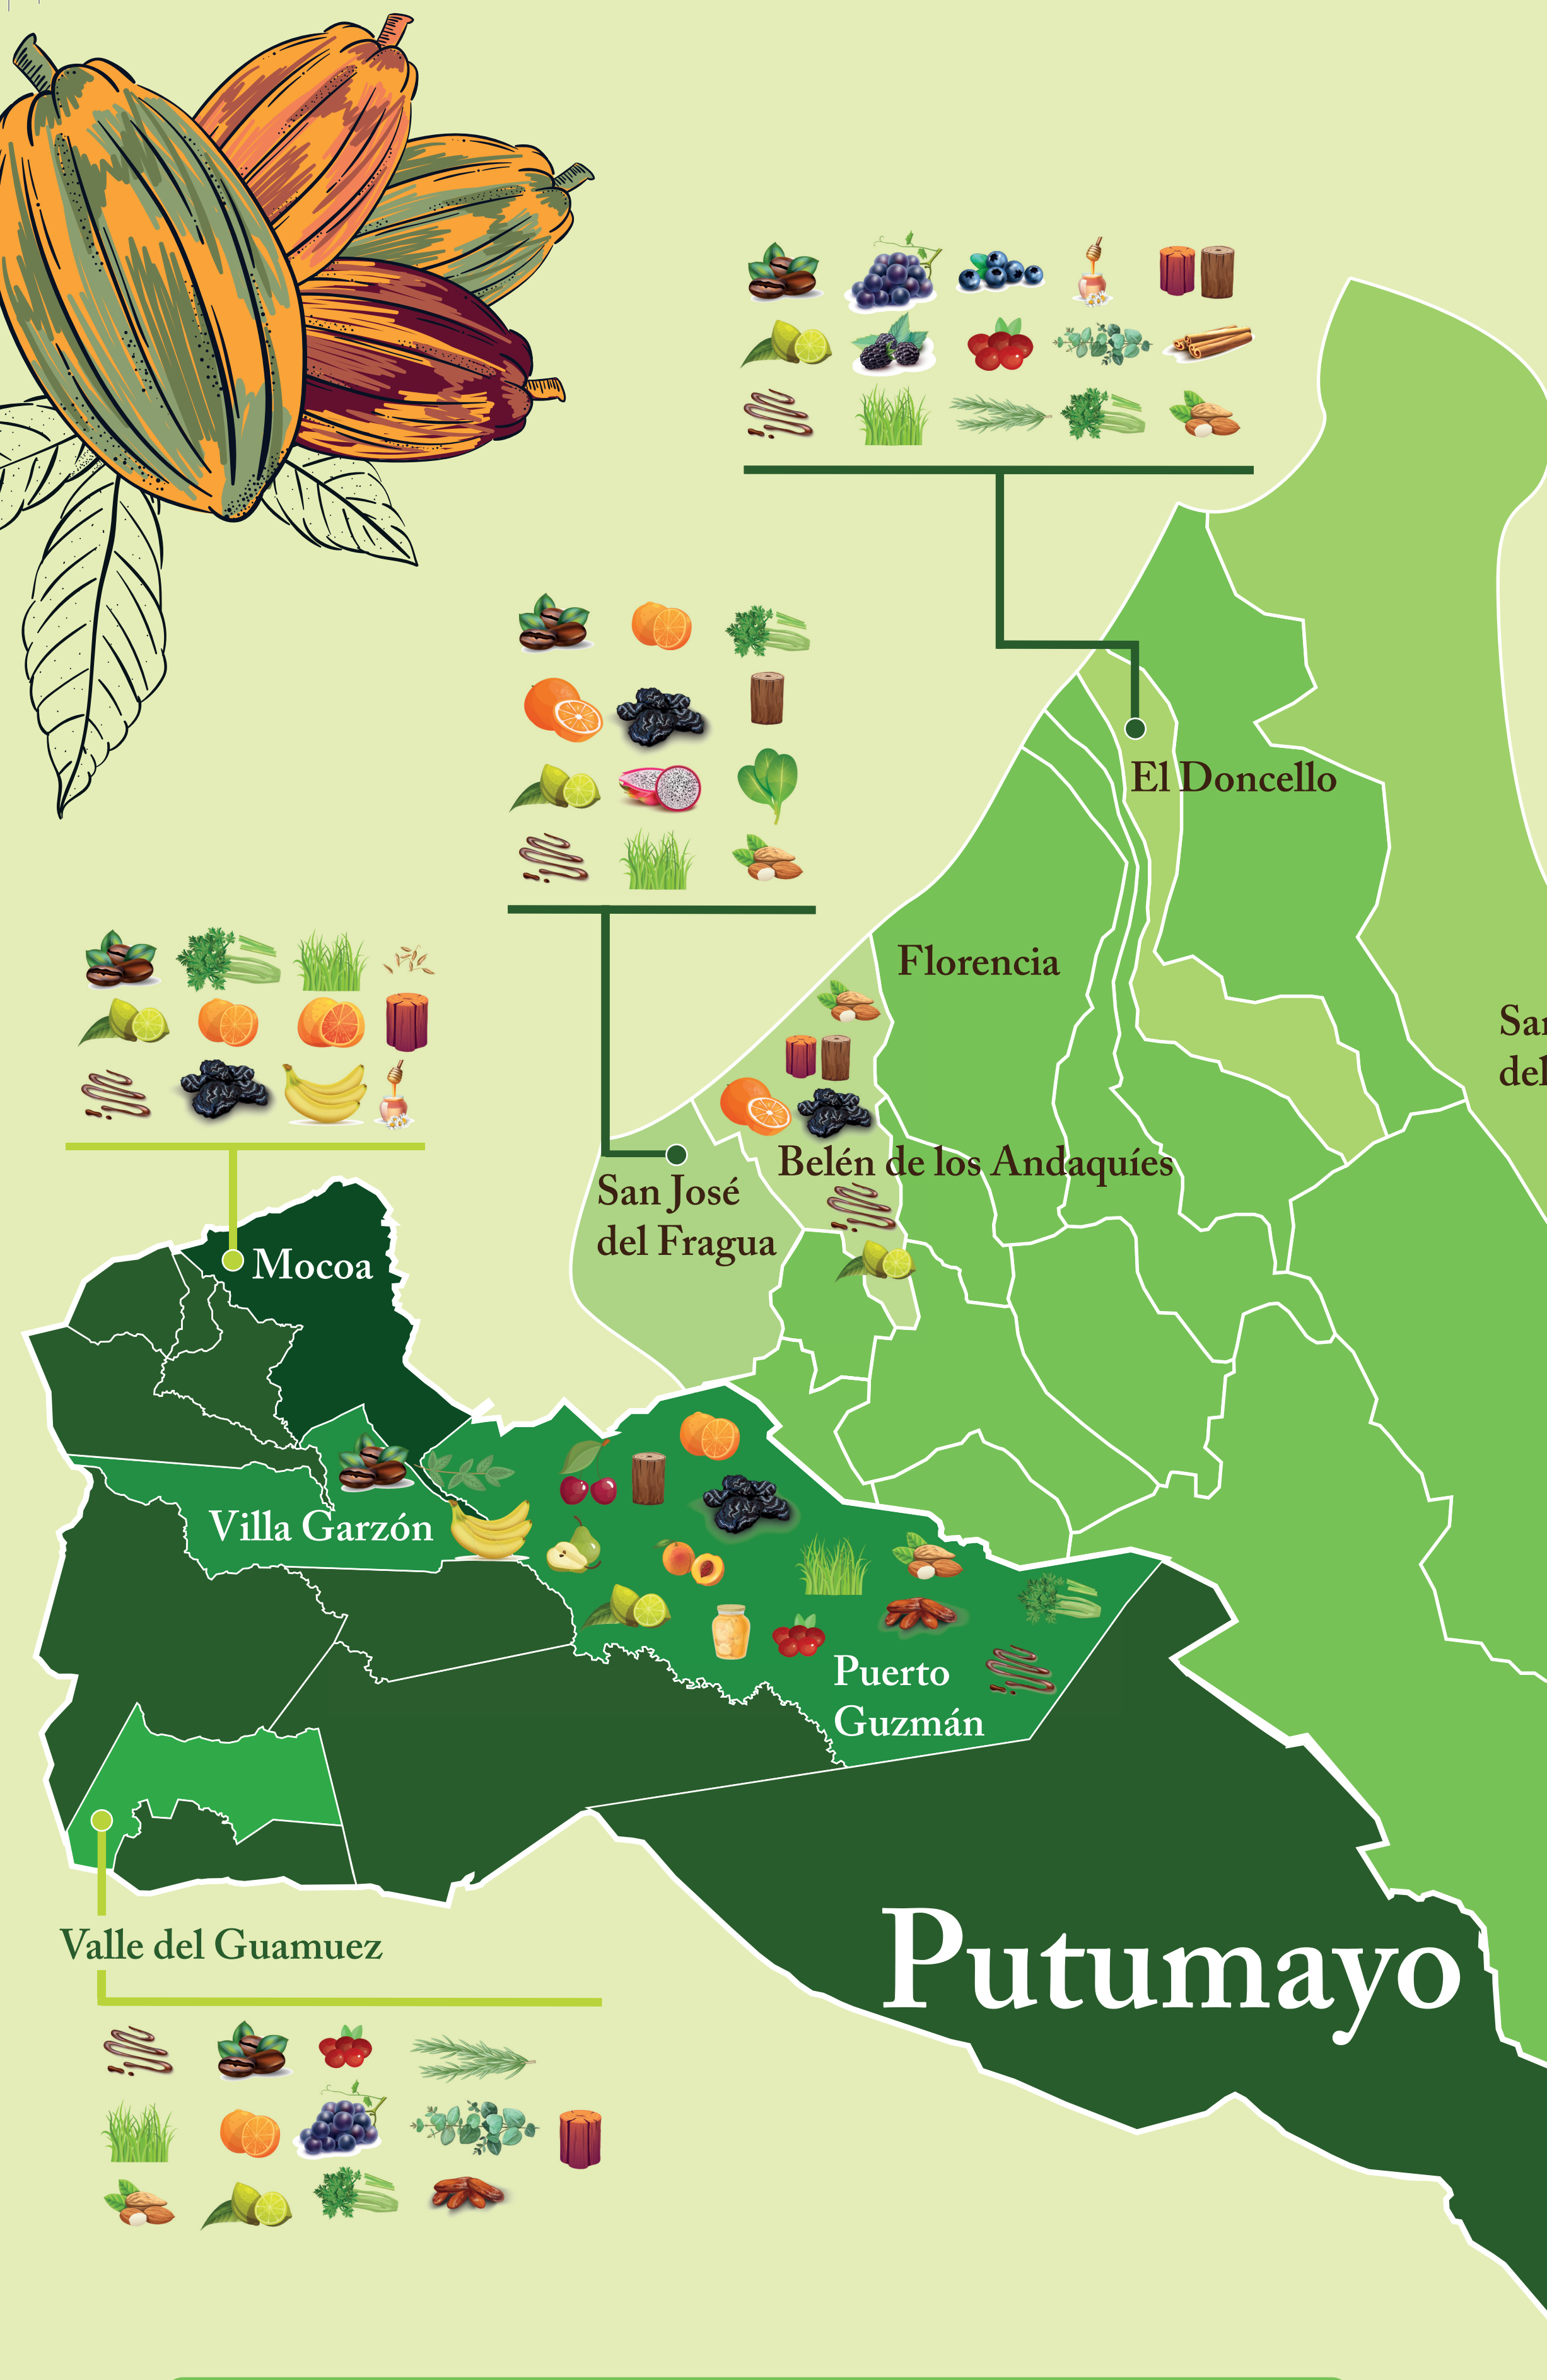 El Doncello
Florencia
San José
del Fragua
Belén de los Andaquíes
Mocoa
Villa Garzón
Puerto
Guzmán
Valle del Guamuez
Putumayo